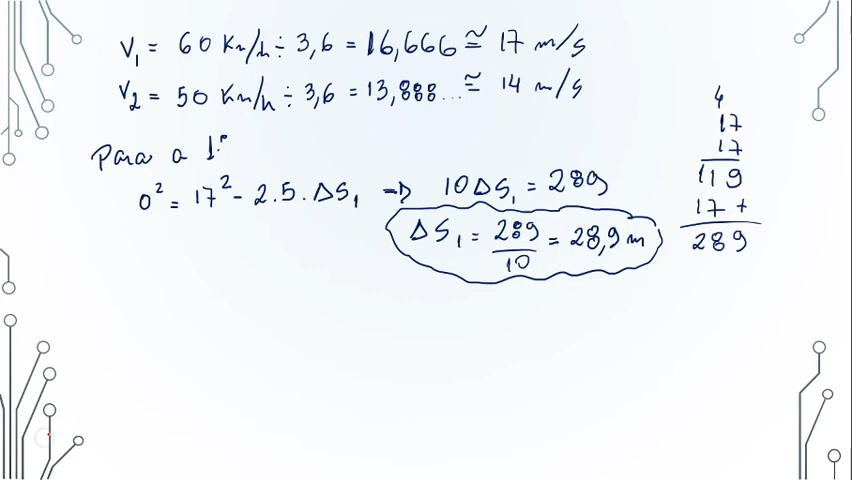 V₁ = 60 Km/h ÷ 3,6 = 16,666 ≅ 17 m/s
V₂ = 50 Km/h ÷ 3,6 = 13,888... ≅ 14 m/s
Para a 1ª
0² = 17² - 2.5.ΔS₁ ⇒ 10ΔS₁ = 289
ΔS₁ = 289/10 = 28,9 m
4
17
17
119
17 +
289